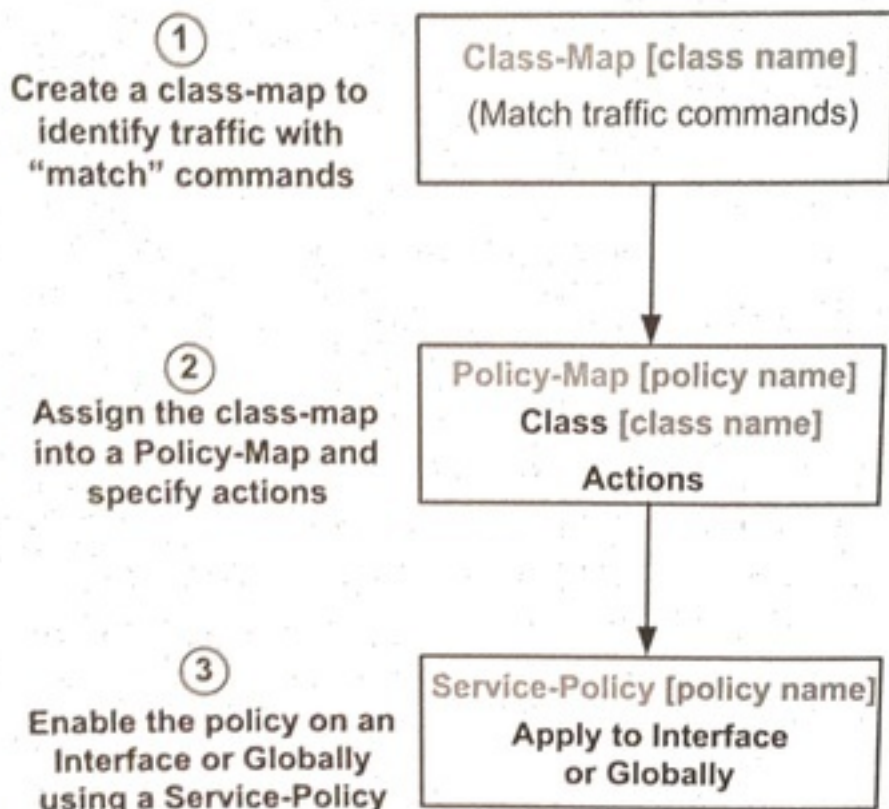 1
Create a class-map to
identify traffic with
“match” commands
Class-Map [class name]
(Match traffic commands)
2
Assign the class-map
into a Policy-Map and
specify actions
Policy-Map [policy name]
Class [class name]
Actions
3
Enable the policy on an
Interface or Globally
using a Service-Policy
Service-Policy [policy name]
Apply to Interface
or Globally